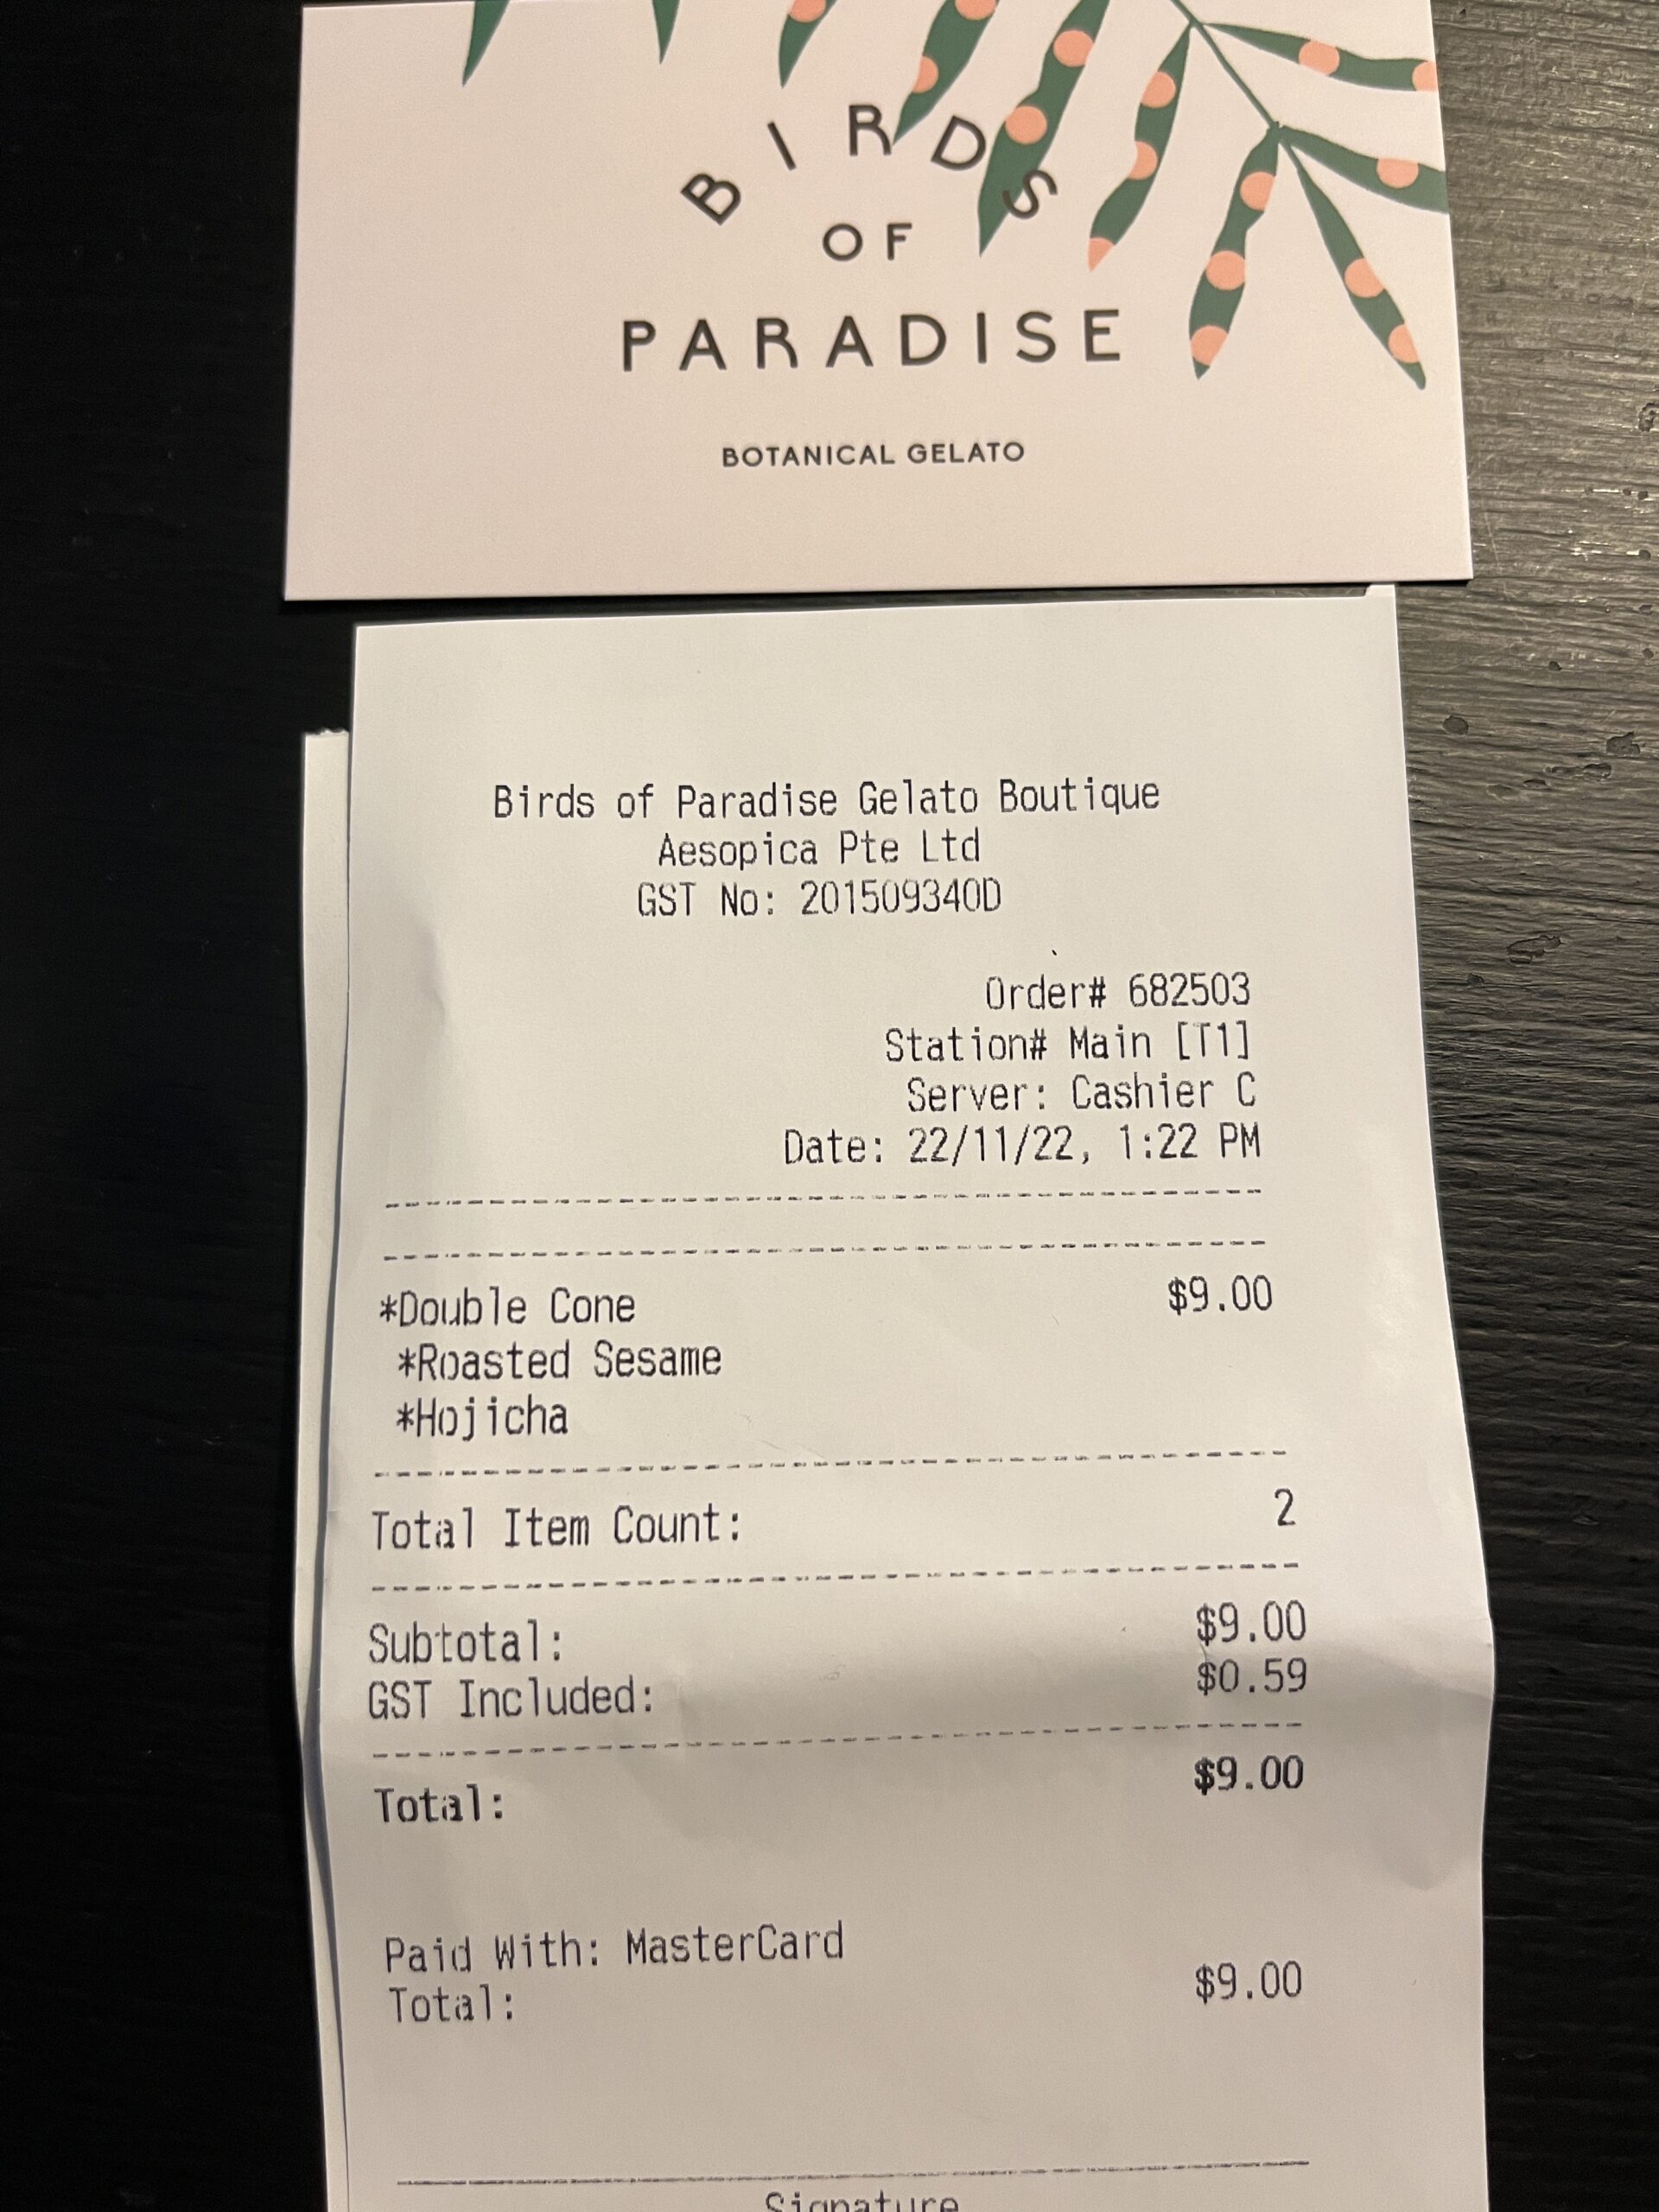 BIRDS
OF
PARADISE
BOTANICAL GELATO
Birds of Paradise Gelato Boutique
Aesopica Pte Ltd
GST No: 201509340D
Order# 682503
Station# Main [T1]
Server: Cashier C
Date: 22/11/22, 1:22 PM
*Double Cone $9.00
*Roasted Sesame
*Hojicha
Total Item Count: 2
Subtotal: $9.00
GST Included: $0.59
Total: $9.00
Paid With: MasterCard
Total: $9.00
Signature